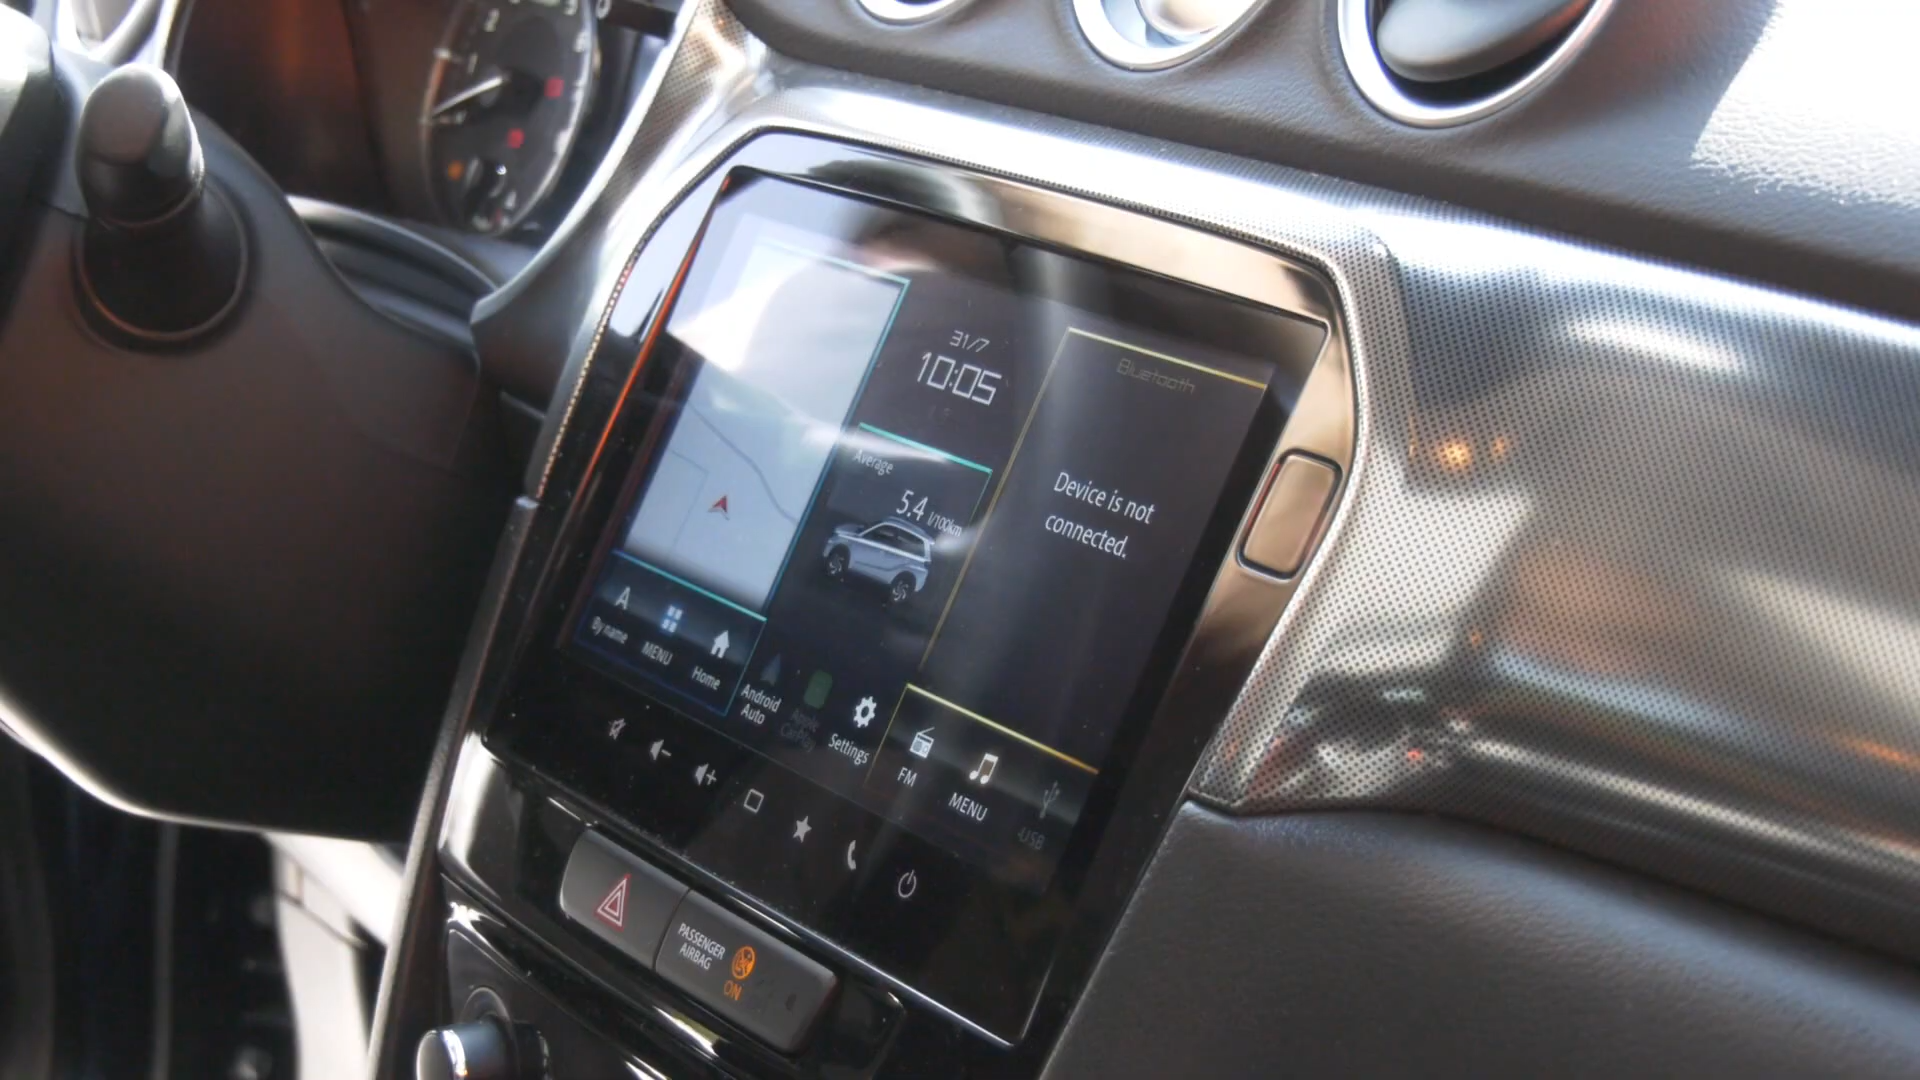 31/7
10:05
Bluetooth
Average
5.4 l/100km
Device is not
connected.
A
By name
MENU
Home
Android
Auto
Apple
CarPlay
Settings
FM
MENU
USB
PASSENGER
AIRBAG
ON